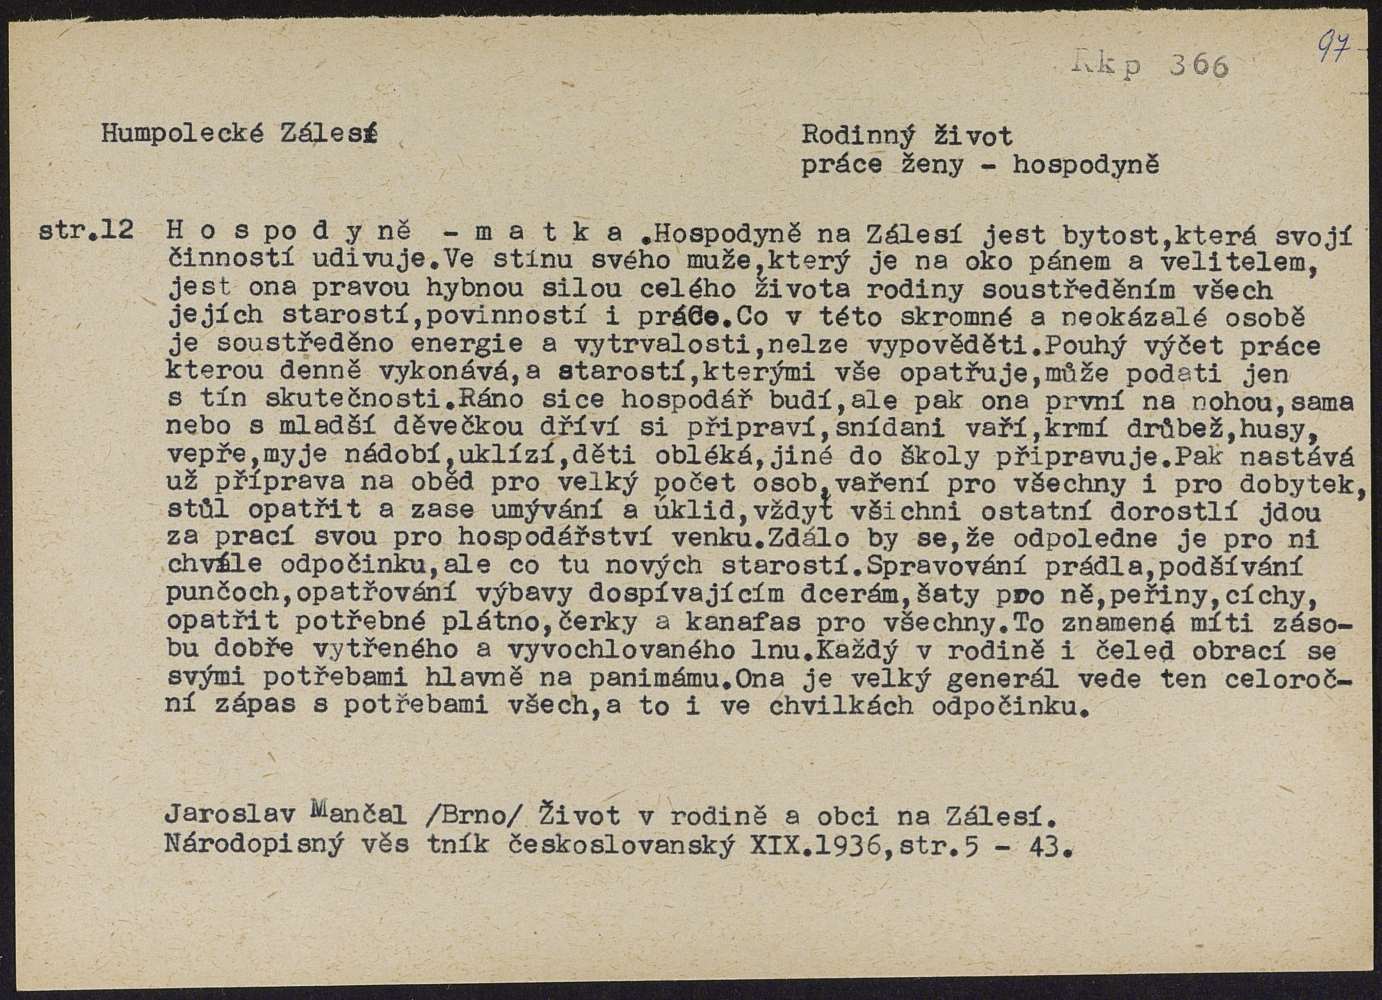 97
Rkp 366
Humpolecké Zálesí
Rodinný život
práce ženy - hospodyně
str.12 H o s p o d y ně - m a t k a .Hospodyně na Zálesí jest bytost,která svojí
činností udivuje.Ve stínu svého muže,který je na oko pánem a velitelem,
jest ona pravou hybnou silou celého života rodiny soustředěním všech
jejích starostí,povinností i práce.Co v této skromné a neokázalé osobě
je soustředěno energie a vytrvalosti,nelze vypověděti.Pouhý výčet práce
kterou denně vykonává,a starostí,kterými vše opatřuje,může podati jen
s tín skutečnosti.Ráno sice hospodář budí,ale pak ona první na nohou,sama
nebo s mladší děvečkou dříví si připraví,snídani vaří,krmí drůbež,husy,
vepře,myje nádobí,uklízí,děti obléká,jiné do školy připravuje.Pak nastává
už příprava na oběd pro velký počet osob,vaření pro všechny i pro dobytek,
stůl opatřit a zase umývání a úklid,vždyť všichni ostatní dorostlí jdou
za prací svou pro hospodářství venku.Zdálo by se,že odpoledne je pro ni
chvíle odpočinku,ale co tu nových starostí.Spravování prádla,podšívání
punčoch,opatřování výbavy dospívajícím dcerám,šaty pro ně,peřiny,cíchy,
opatřit potřebné plátno,čerky a kanafas pro všechny.To znamená míti záso-
bu dobře vytřeného a vyvochlovaného lnu.Každý v rodině i čeleď obrací se
svými potřebami hlavně na panimámu.Ona je velký generál vede ten celoroč-
ní zápas s potřebami všech,a to i ve chvilkách odpočinku.
Jaroslav Mančal /Brno/ Život v rodině a obci na Zálesí.
Národopisný věs tník českoslovanský XIX.1936,str.5 - 43.